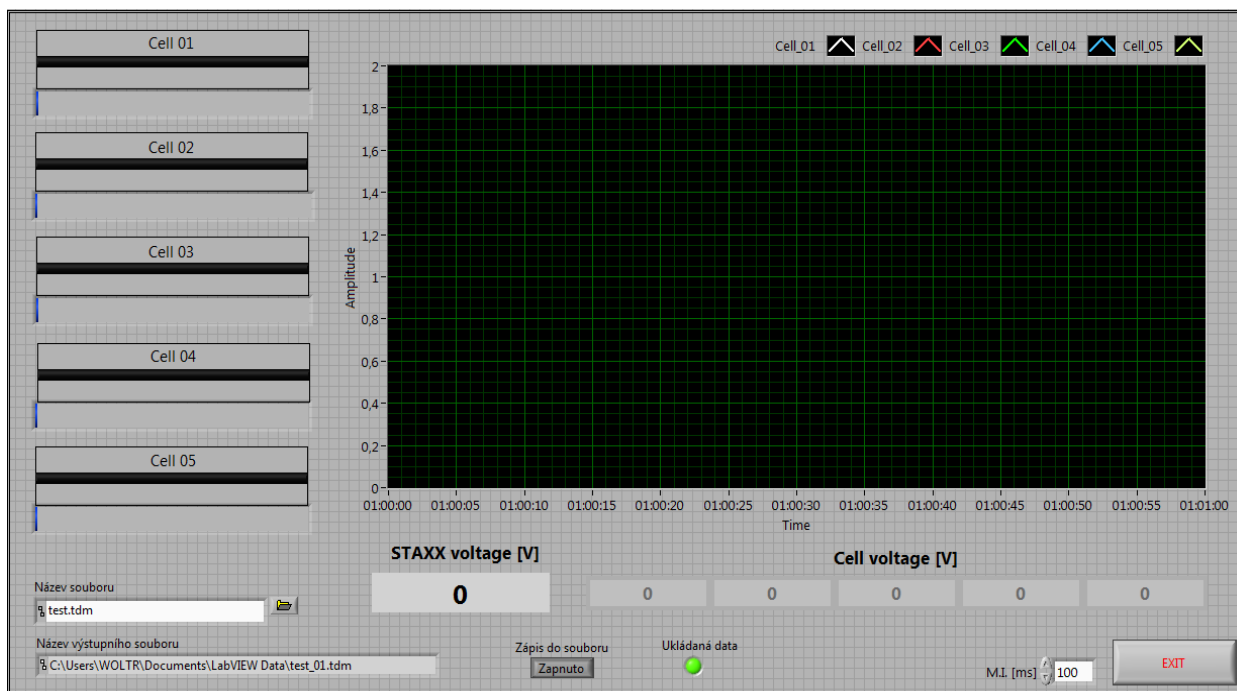 Cell 01
Cell 02
Cell 03
Cell 04
Cell 05
Cell_01 Cell_02 Cell_03 Cell_04 Cell_05
Amplitude
2
1,8
1,6
1,4
1,2
1
0,8
0,6
0,4
0,2
0
01:00:00 01:00:05 01:00:10 01:00:15 01:00:20 01:00:25 01:00:30 01:00:35 01:00:40 01:00:45 01:00:50 01:00:55 01:01:00
Time
STAXX voltage [V]
0
Cell voltage [V]
0 0 0 0 0
Název souboru
test.tdm
Název výstupního souboru
C:\Users\WOLTR\Documents\LabVIEW Data\test_01.tdm
Zápis do souboru
Zapnuto
Ukládaná data
M.I. [ms] 100
EXIT